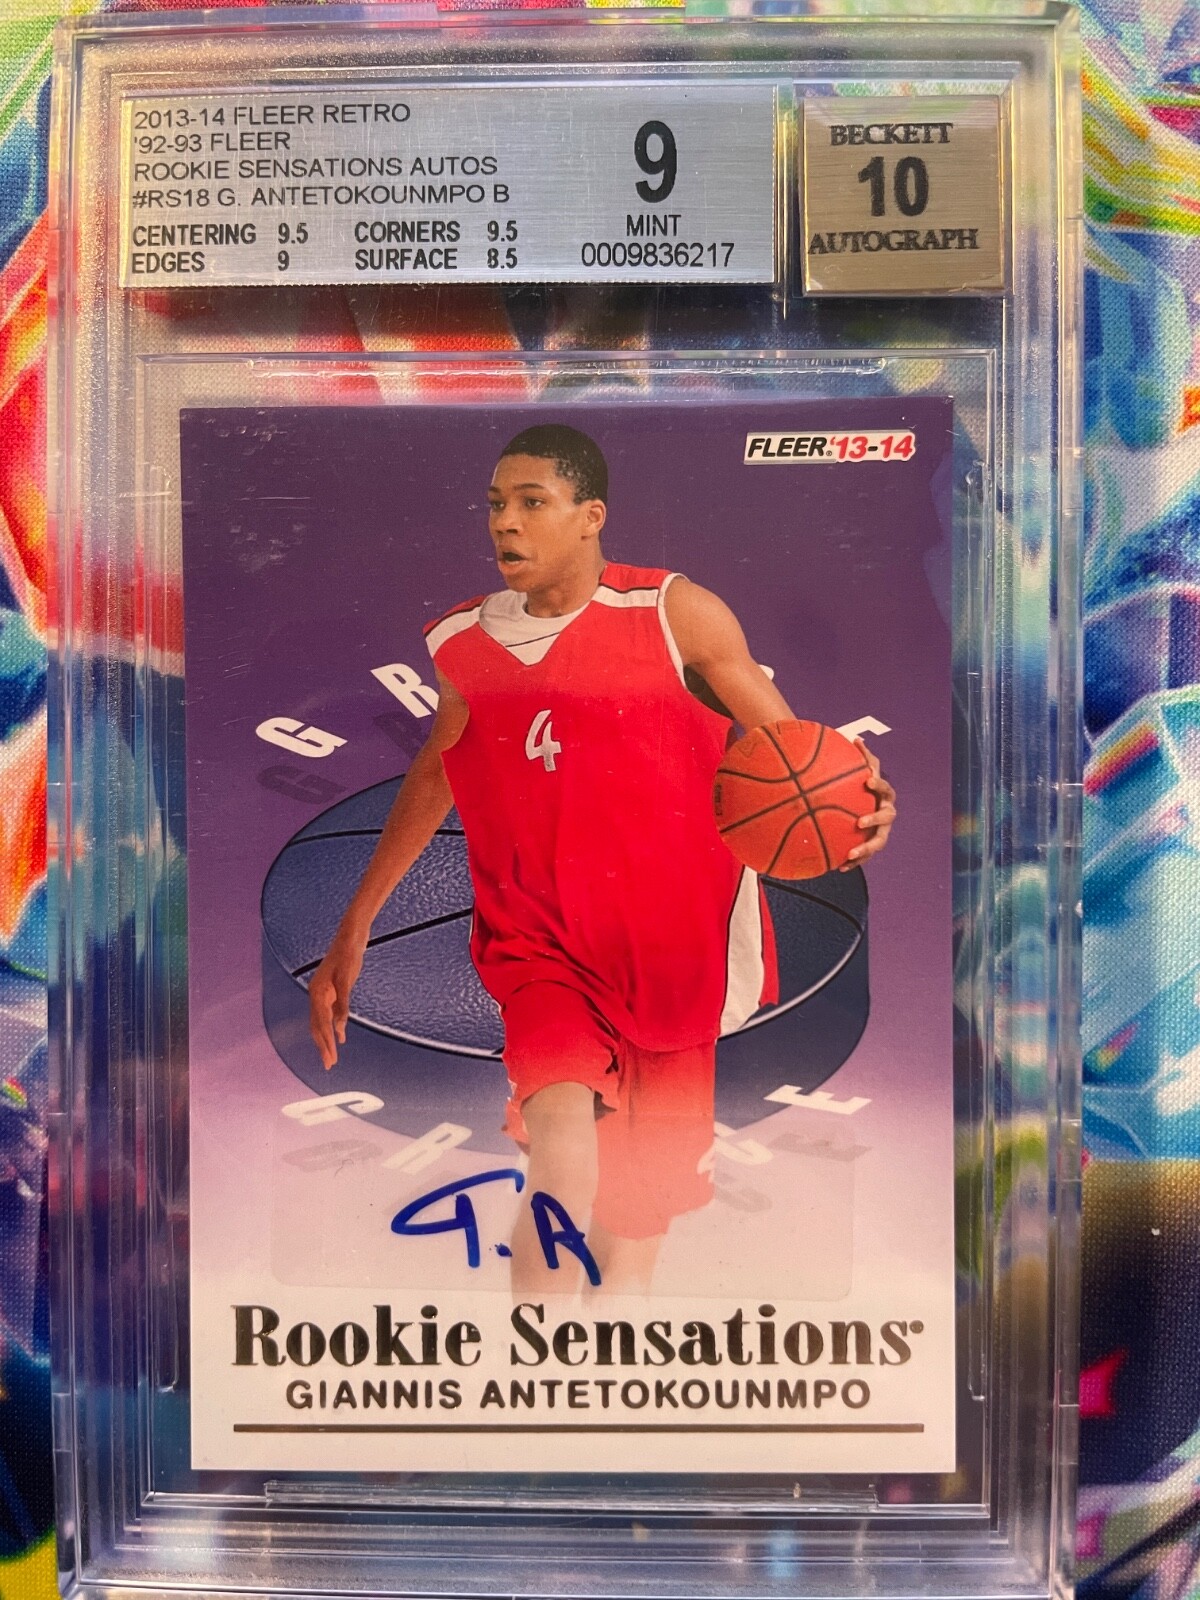 2013-14 FLEER RETRO
'92-93 FLEER
ROOKIE SENSATIONS AUTOS
#RS18 G. ANTETOKOUNMPO B
CENTERING 9.5 CORNERS 9.5
EDGES 9 SURFACE 8.5
9
MINT
0009836217
BECKETT
10
AUTOGRAPH
FLEER® '13-14
4
G R E
G R C E
Γ.A
Rookie Sensations®
GIANNIS ANTETOKOUNMPO